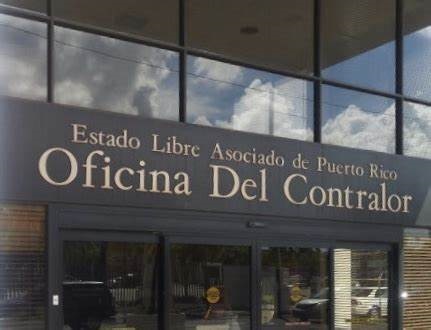 Estado Libre Asociado de Puerto Rico
Oficina Del Contralor